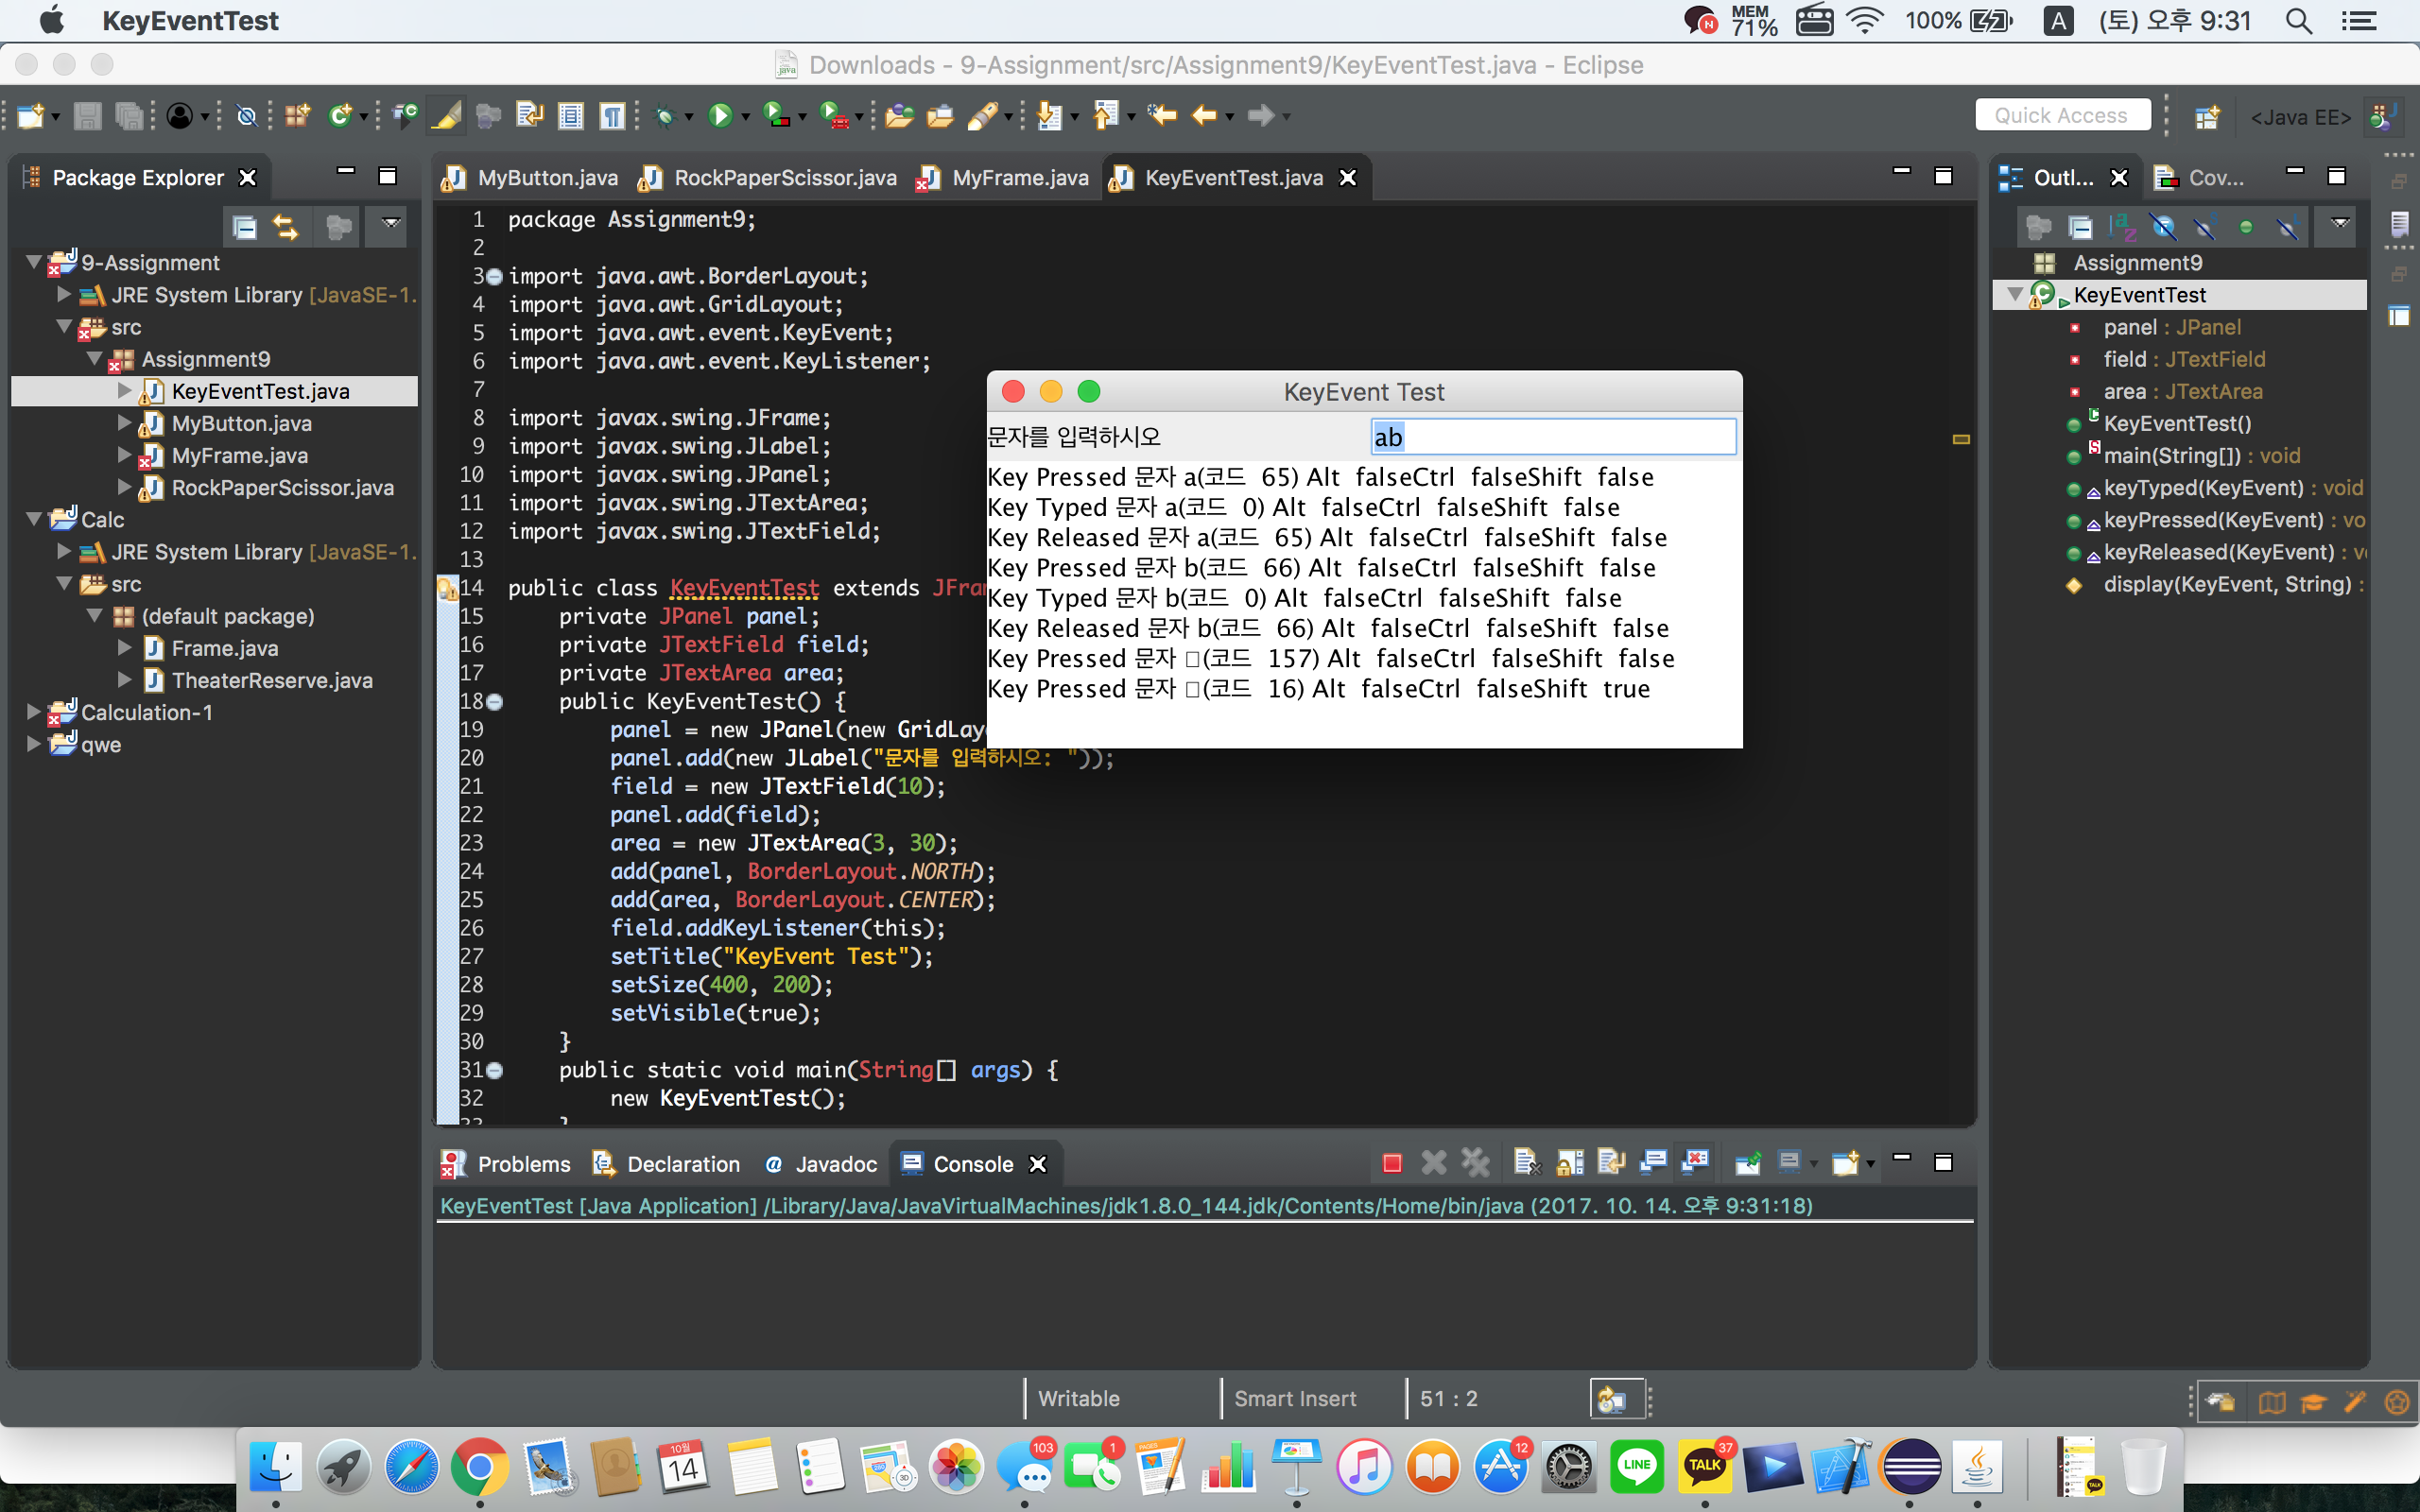 KeyEventTest
MEM
71%
100%
A
(토) 오후 9:31
Downloads - 9-Assignment/src/Assignment9/KeyEventTest.java - Eclipse
Quick Access
<Java EE>
Package Explorer
9-Assignment
JRE System Library [JavaSE-1.
src
Assignment9
KeyEventTest.java
MyButton.java
MyFrame.java
RockPaperScissor.java
Calc
JRE System Library [JavaSE-1.
src
(default package)
Frame.java
TheaterReserve.java
Calculation-1
qwe
MyButton.java
RockPaperScissor.java
MyFrame.java
KeyEventTest.java
1 package Assignment9;
2
3 import java.awt.BorderLayout;
4 import java.awt.GridLayout;
5 import java.awt.event.KeyEvent;
6 import java.awt.event.KeyListener;
7
8 import javax.swing.JFrame;
9 import javax.swing.JLabel;
10 import javax.swing.JPanel;
11 import javax.swing.JTextArea;
12 import javax.swing.JTextField;
13
14 public class KeyEventTest extends JFra
15 private JPanel panel;
16 private JTextField field;
17 private JTextArea area;
18 public KeyEventTest() {
19 panel = new JPanel(new GridLay
20 panel.add(new JLabel("문자를 입력하시오: "));
21 field = new JTextField(10);
22 panel.add(field);
23 area = new JTextArea(3, 30);
24 add(panel, BorderLayout.NORTH);
25 add(area, BorderLayout.CENTER);
26 field.addKeyListener(this);
27 setTitle("KeyEvent Test");
28 setSize(400, 200);
29 setVisible(true);
30 }
31 public static void main(String[] args) {
32 new KeyEventTest();
KeyEvent Test
문자를 입력하시오
ab
Key Pressed 문자 a(코드 65) Alt falseCtrl falseShift false
Key Typed 문자 a(코드 0) Alt falseCtrl falseShift false
Key Released 문자 a(코드 65) Alt falseCtrl falseShift false
Key Pressed 문자 b(코드 66) Alt falseCtrl falseShift false
Key Typed 문자 b(코드 0) Alt falseCtrl falseShift false
Key Released 문자 b(코드 66) Alt falseCtrl falseShift false
Key Pressed 문자 □(코드 157) Alt falseCtrl falseShift false
Key Pressed 문자 □(코드 16) Alt falseCtrl falseShift true
Outl...
Cov...
Assignment9
KeyEventTest
panel : JPanel
field : JTextField
area : JTextArea
KeyEventTest()
main(String[]) : void
keyTyped(KeyEvent) : void
keyPressed(KeyEvent) : vo
keyReleased(KeyEvent) : v
display(KeyEvent, String) :
Problems
@ Javadoc
Declaration
Console
KeyEventTest [Java Application] /Library/Java/JavaVirtualMachines/jdk1.8.0_144.jdk/Contents/Home/bin/java (2017. 10. 14. 오후 9:31:18)
Writable
Smart Insert
51 : 2
10월
14
3D
103
1
PAGES
12
LINE
TALK
37
TALK